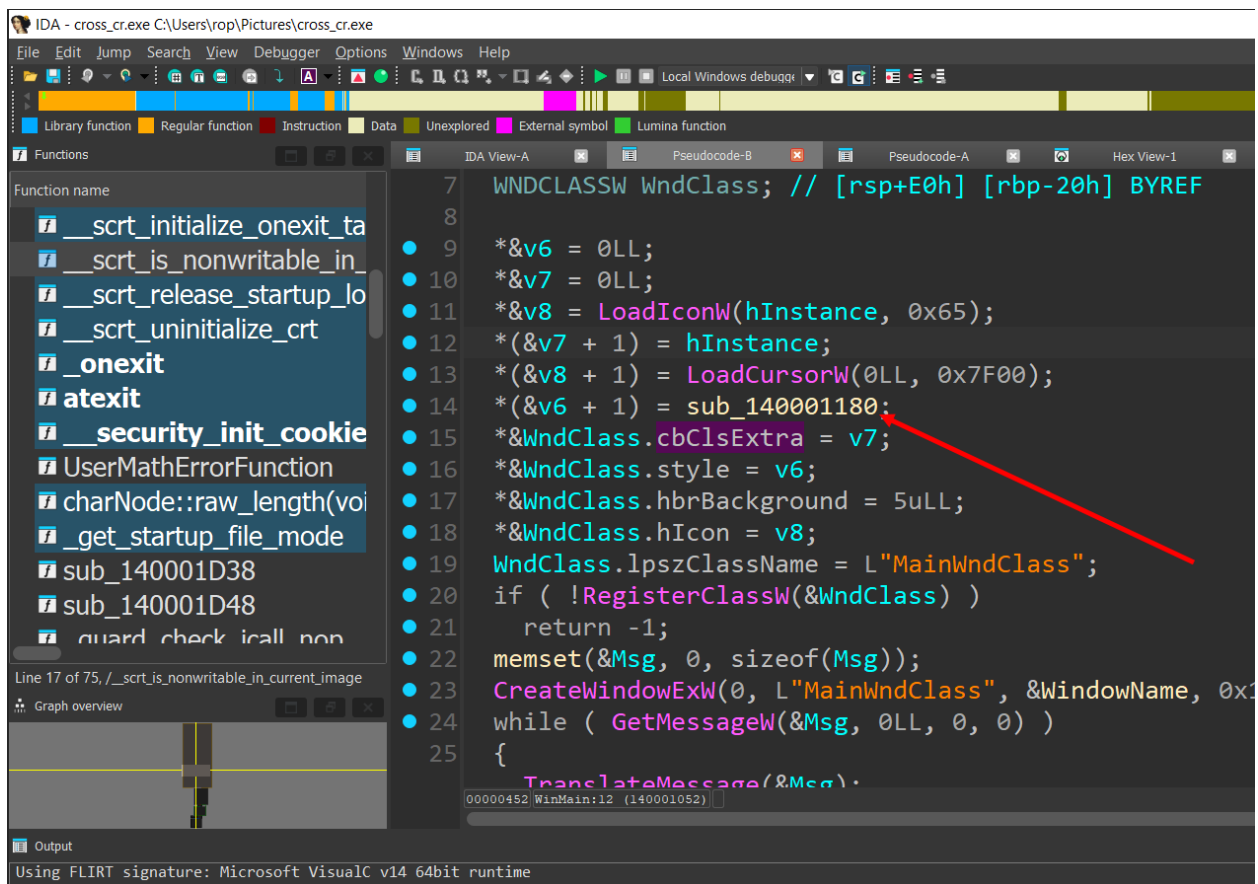 IDA - cross_cr.exe C:\Users\rop\Pictures\cross_cr.exe
File Edit Jump Search View Debugger Options Windows Help
Local Windows debugge
Library function Regular function Instruction Data Unexplored External symbol Lumina function
Functions
IDA View-A Pseudocode-B Pseudocode-A Hex View-1
Function name
__scrt_initialize_onexit_ta
__scrt_is_nonwritable_in_
__scrt_release_startup_lo
__scrt_uninitialize_crt
_onexit
atexit
__security_init_cookie
UserMathErrorFunction
charNode::raw_length(voi
_get_startup_file_mode
sub_140001D38
sub_140001D48
_guard_check_icall_nop
Line 17 of 75, /__scrt_is_nonwritable_in_current_image
Graph overview
7 WNDCLASSW WndClass; // [rsp+E0h] [rbp-20h] BYREF
8
9 *&v6 = 0LL;
10 *&v7 = 0LL;
11 *&v8 = LoadIconW(hInstance, 0x65);
12 *(&v7 + 1) = hInstance;
13 *(&v8 + 1) = LoadCursorW(0LL, 0x7F00);
14 *(&v6 + 1) = sub_140001180;
15 *&WndClass.cbClsExtra = v7;
16 *&WndClass.style = v6;
17 *&WndClass.hbrBackground = 5uLL;
18 *&WndClass.hIcon = v8;
19 WndClass.lpszClassName = L"MainWndClass";
20 if ( !RegisterClassW(&WndClass) )
21 return -1;
22 memset(&Msg, 0, sizeof(Msg));
23 CreateWindowExW(0, L"MainWndClass", &WindowName, 0x1
24 while ( GetMessageW(&Msg, 0LL, 0, 0) )
25 {
TranslateMessage(&Msg);
00000452 WinMain:12 (140001052)
Output
Using FLIRT signature: Microsoft VisualC v14 64bit runtime